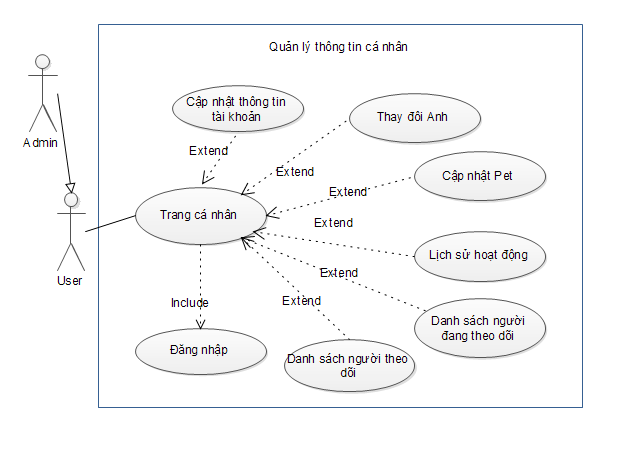 Quản lý thông tin cá nhân
Admin
User
Cập nhật thông tin
tài khoản
Thay đổi Anh
Extend
Extend
Cập nhật Pet
Extend
Trang cá nhân
Extend
Lịch sử hoạt động
Extend
Danh sách người
đang theo dõi
Include
Extend
Đăng nhập
Danh sách người theo
dõi